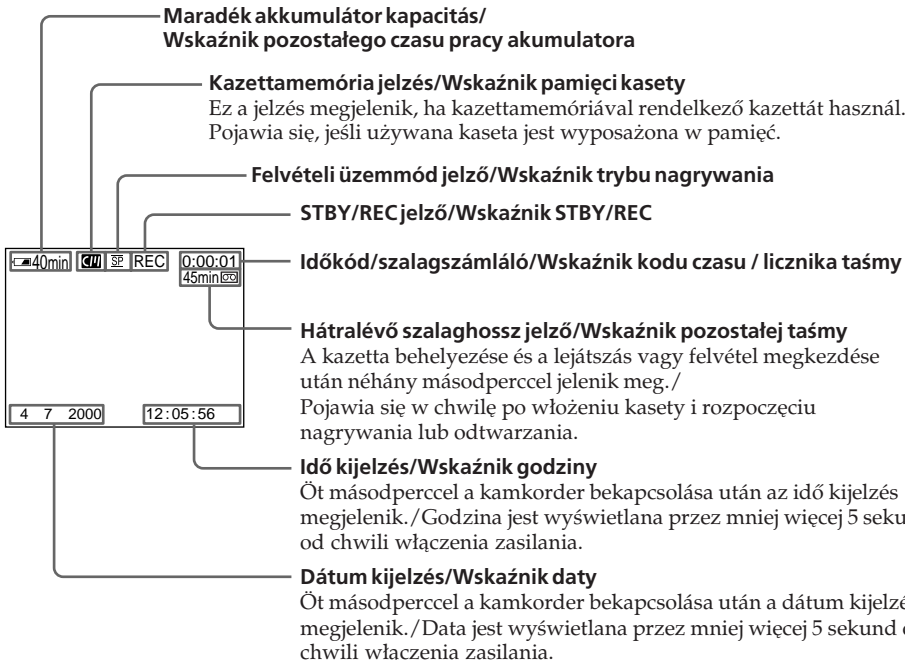 Maradék akkumulátor kapacitás/
Wskaźnik pozostałego czasu pracy akumulatora
Kazettamemória jelzés/Wskaźnik pamięci kasety
Ez a jelzés megjelenik, ha kazettamemóriával rendelkező kazettát használ.
Pojawia się, jeśli używana kaseta jest wyposażona w pamięć.
Felvételi üzemmód jelző/Wskaźnik trybu nagrywania
STBY/REC jelző/Wskaźnik STBY/REC
40min SP REC 0:00:01
45min
Időkód/szalagszámláló/Wskaźnik kodu czasu / licznika taśmy
Hátralévő szalaghossz jelző/Wskaźnik pozostałej taśmy
A kazetta behelyezése és a lejátszás vagy felvétel megkezdése
után néhány másodperccel jelenik meg./
Pojawia się w chwilę po włożeniu kasety i rozpoczęciu
nagrywania lub odtwarzania.
4 7 2000 12:05:56
Idő kijelzés/Wskaźnik godziny
Öt másodperccel a kamkorder bekapcsolása után az idő kijelzés
megjelenik./Godzina jest wyświetlana przez mniej więcej 5 seku
od chwili włączenia zasilania.
Dátum kijelzés/Wskaźnik daty
Öt másodperccel a kamkorder bekapcsolása után a dátum kijelzé
megjelenik./Data jest wyświetlana przez mniej więcej 5 sekund
chwili włączenia zasilania.